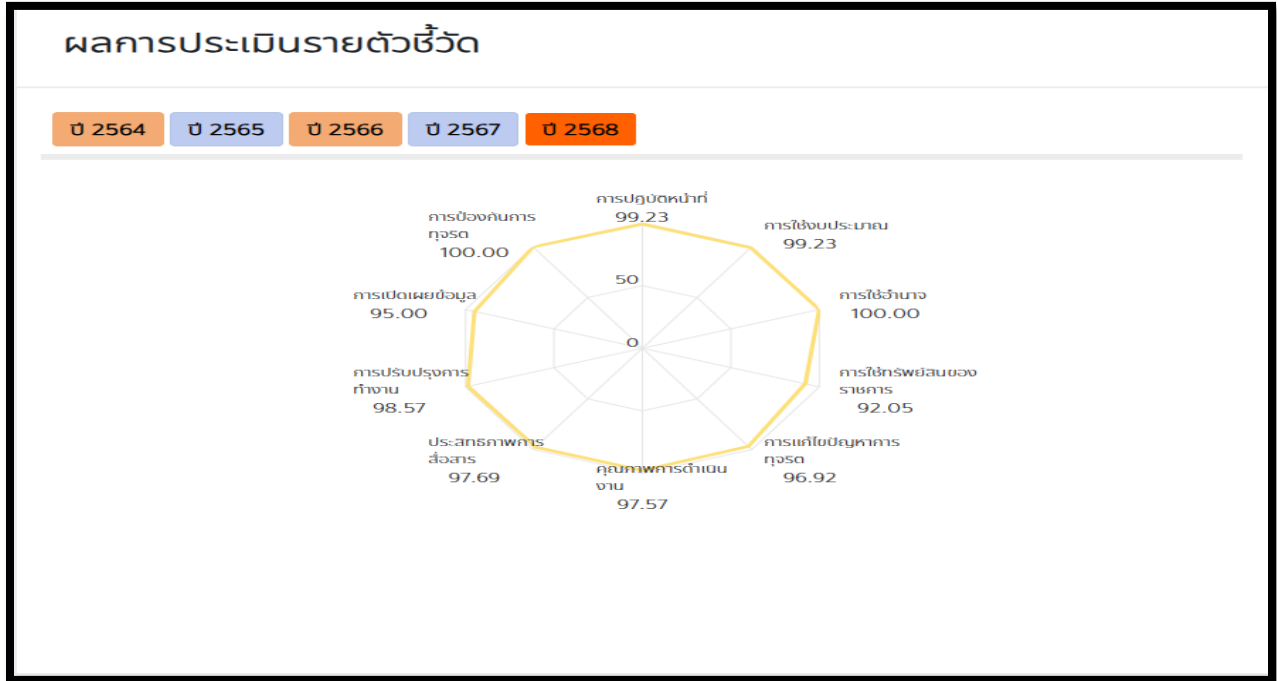 ผลการประเมินรายตัวชี้วัด
ปี 2564
ปี 2565
ปี 2566
ปี 2567
ปี 2568
การปฏิบัติหน้าที่
99.23
การใช้งบประมาณ
99.23
การใช้อำนาจ
100.00
การใช้ทรัพย์สินของ
ราชการ
92.05
การแก้ไขปัญหาการ
ทุจริต
96.92
คุณภาพการดำเนิน
งาน
97.57
ประสิทธิภาพการ
สื่อสาร
97.69
การปรับปรุงการ
ทำงาน
98.57
การเปิดเผยข้อมูล
95.00
การป้องกันการ
ทุจริต
100.00
50
0